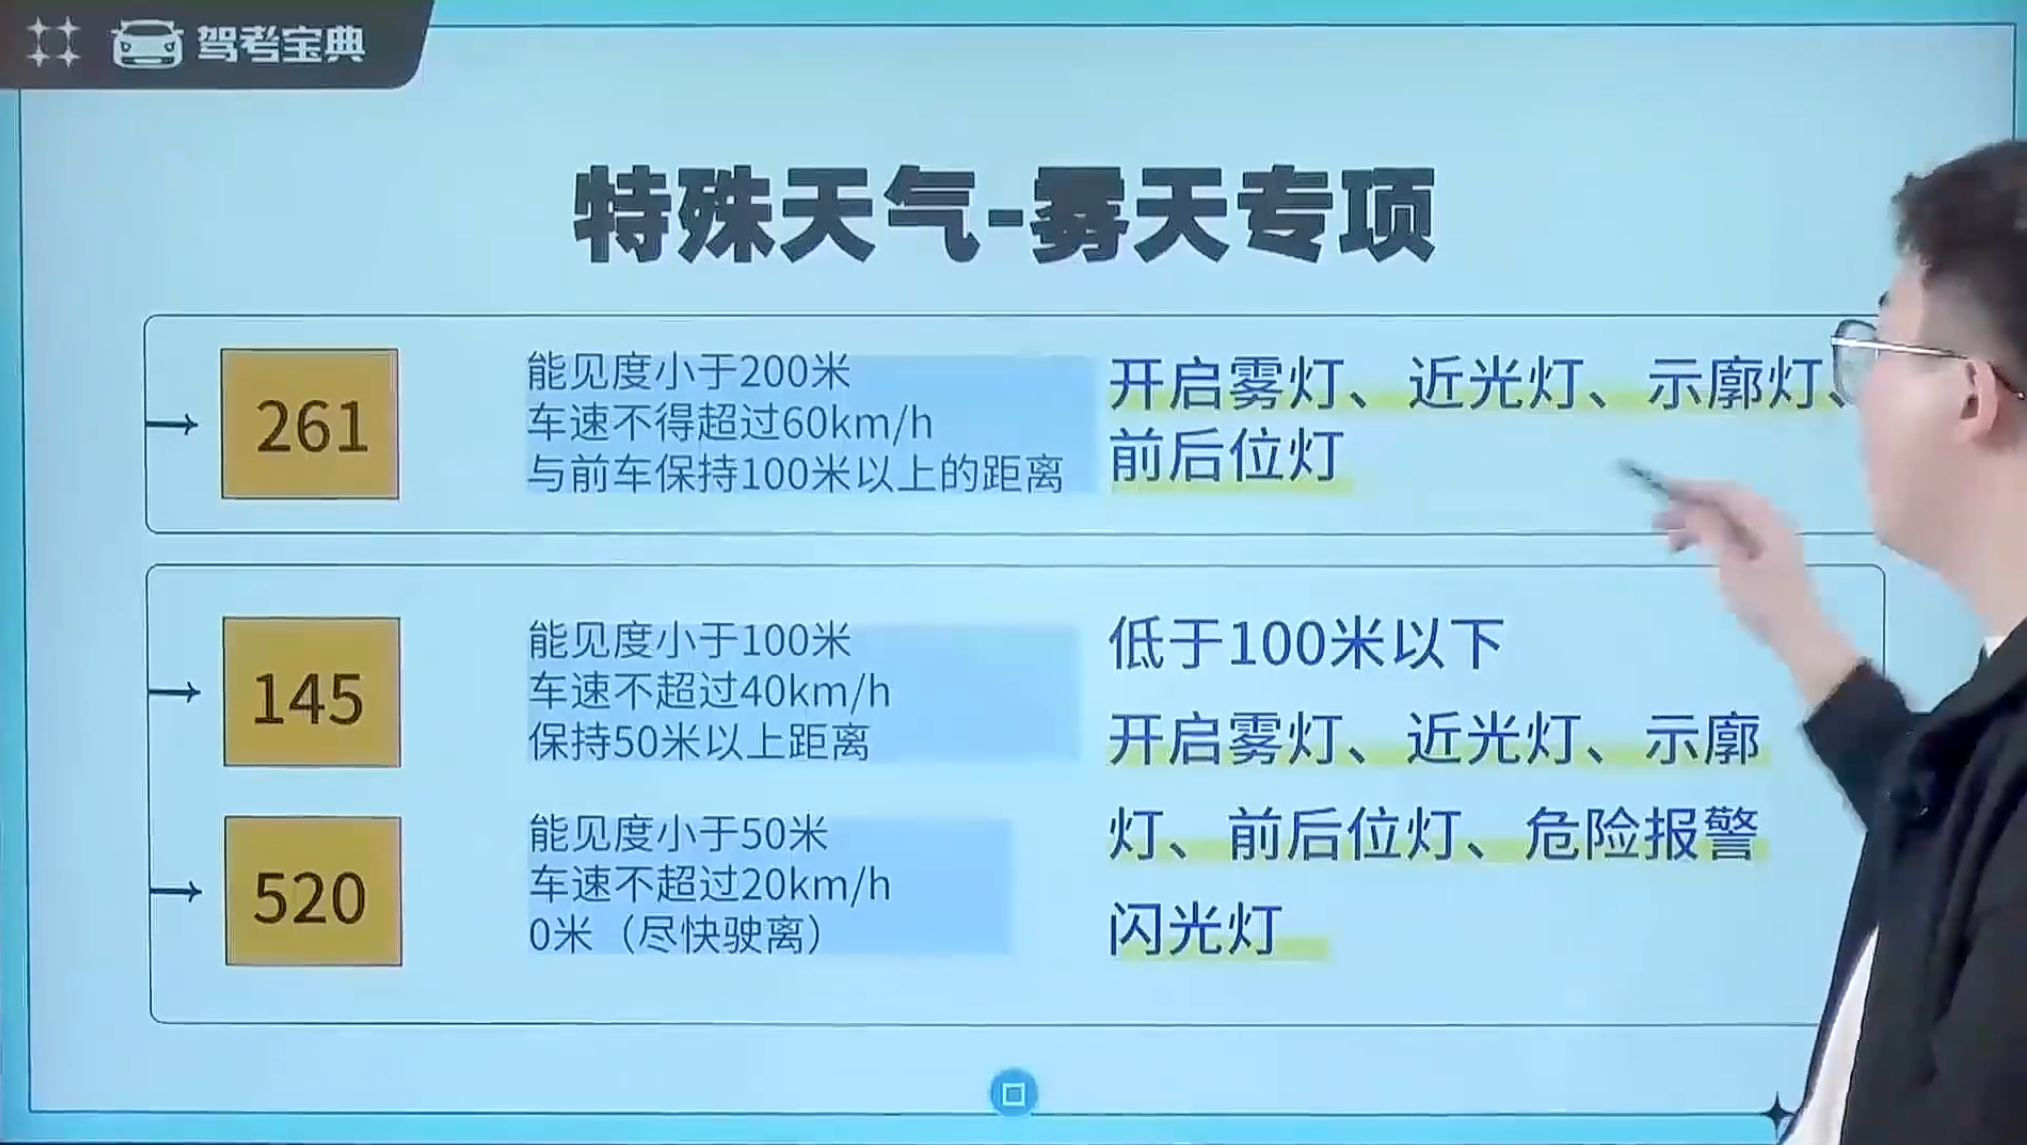 驾考宝典
特殊天气-雾天专项
261
能见度小于200米
车速不得超过60km/h
与前车保持100米以上的距离
开启雾灯、近光灯、示廓灯、
前后位灯
145
能见度小于100米
车速不超过40km/h
保持50米以上距离
520
能见度小于50米
车速不超过20km/h
0米（尽快驶离）
低于100米以下
开启雾灯、近光灯、示廓
灯、前后位灯、危险报警
闪光灯